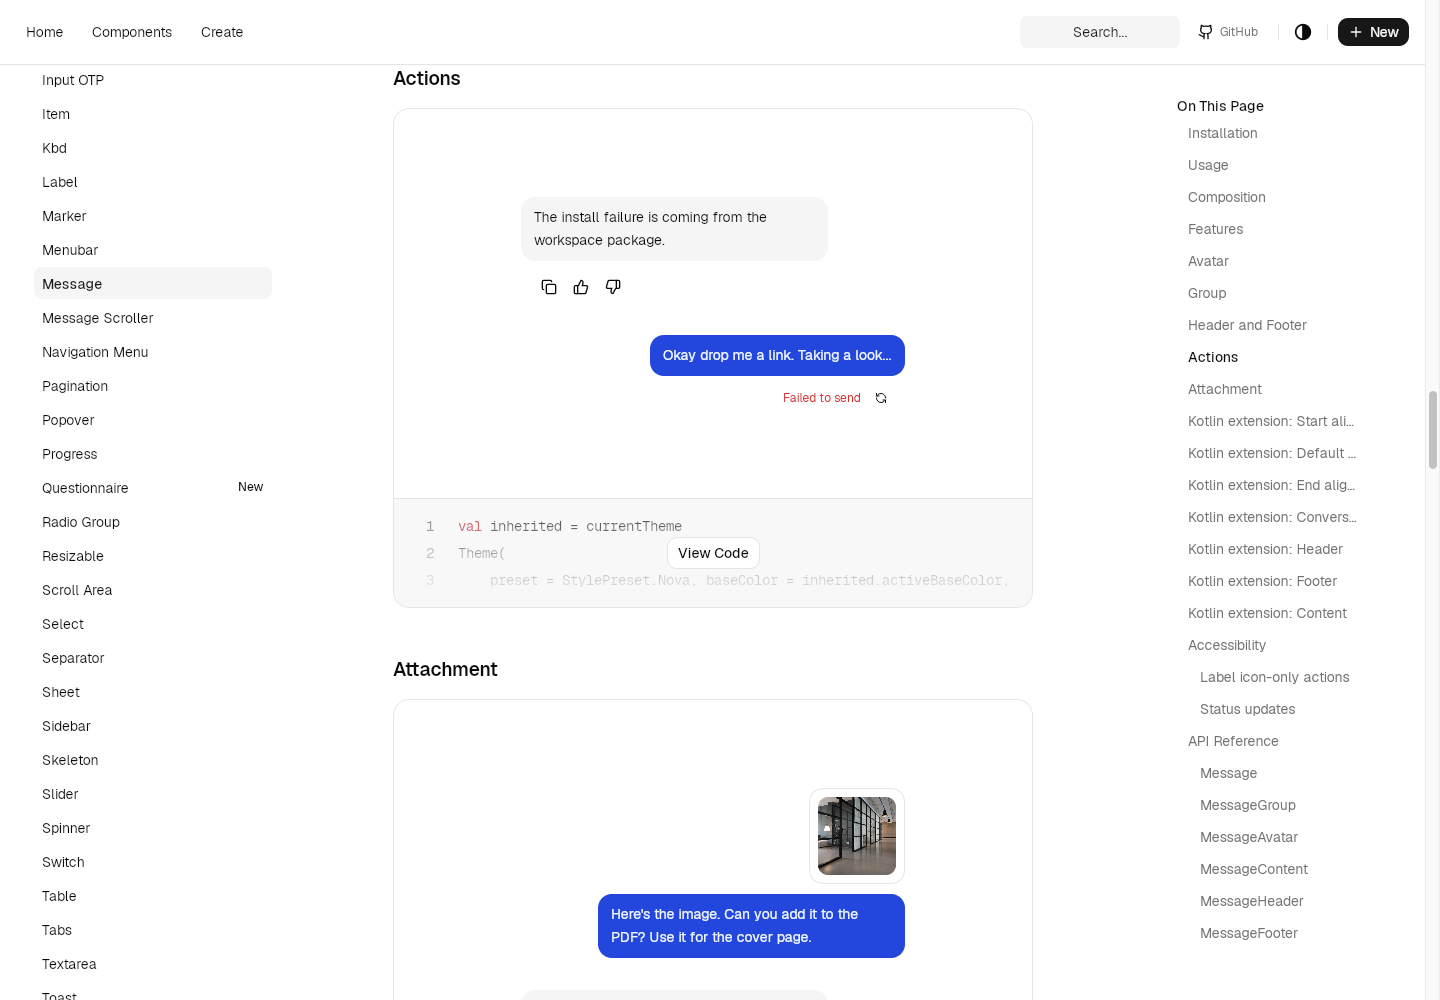 Home
Components
Create
Search...
GitHub
New
Input OTP
Item
Kbd
Label
Marker
Menubar
Message
Message Scroller
Navigation Menu
Pagination
Popover
Progress
Questionnaire New
Radio Group
Resizable
Scroll Area
Select
Separator
Sheet
Sidebar
Skeleton
Slider
Spinner
Switch
Table
Tabs
Textarea
Toast
Actions
The install failure is coming from the
workspace package.
Okay drop me a link. Taking a look...
Failed to send
1 val inherited = currentTheme
2 Theme(
View Code
3 preset = StylePreset.Nova, baseColor = inherited.activeBaseColor,
Attachment
Here's the image. Can you add it to the
PDF? Use it for the cover page.
On This Page
Installation
Usage
Composition
Features
Avatar
Group
Header and Footer
Actions
Attachment
Kotlin extension: Start ali...
Kotlin extension: Default ...
Kotlin extension: End alig...
Kotlin extension: Convers...
Kotlin extension: Header
Kotlin extension: Footer
Kotlin extension: Content
Accessibility
Label icon-only actions
Status updates
API Reference
Message
MessageGroup
MessageAvatar
MessageContent
MessageHeader
MessageFooter